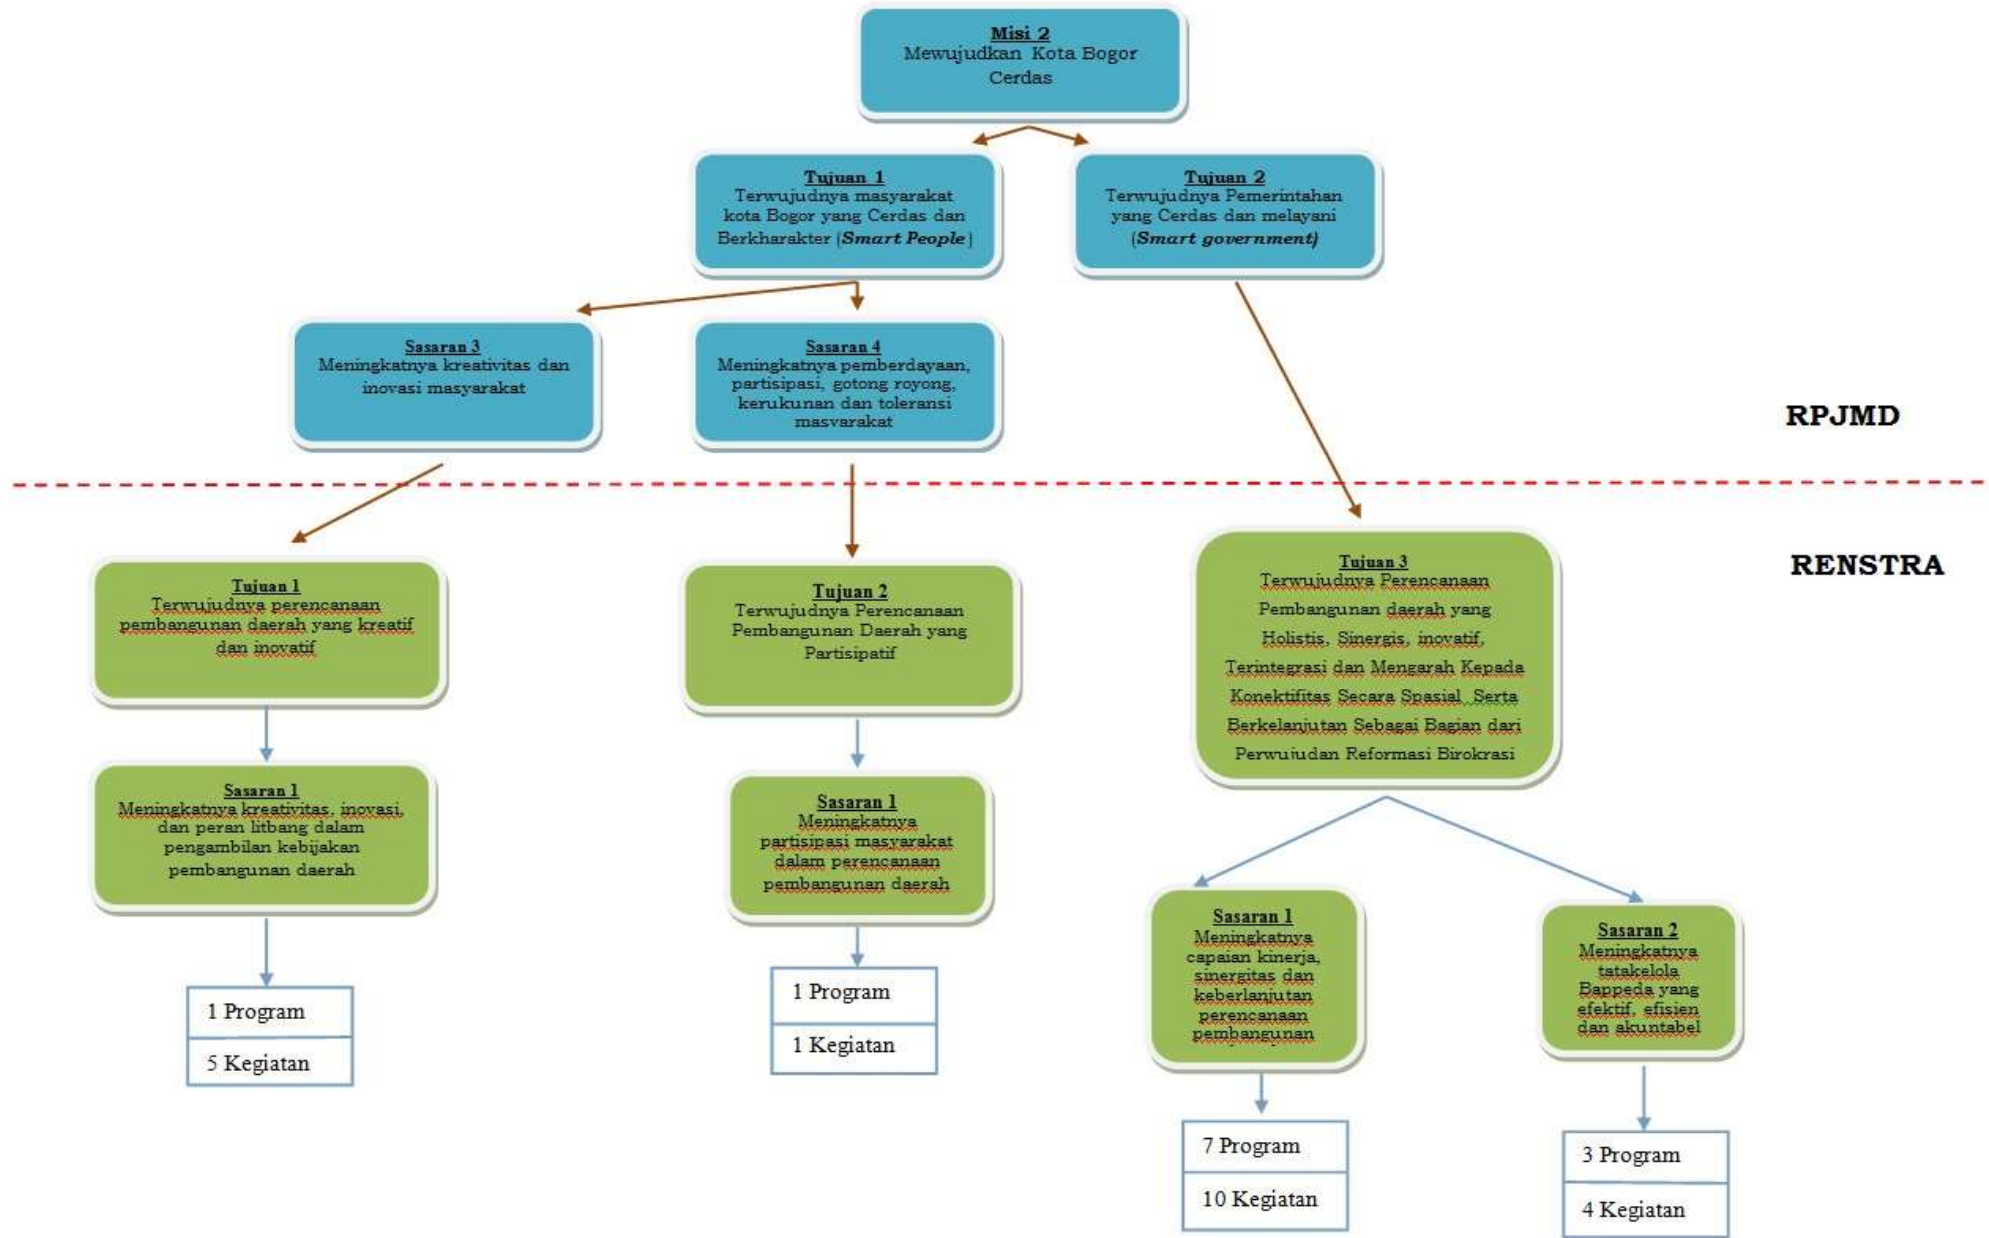 Misi 2
Mewujudkan Kota Bogor
Cerdas
Tujuan 1
Terwujudnya masyarakat
kota Bogor yang Cerdas dan
Berkharakter (Smart People)
Tujuan 2
Terwujudnya Pemerintahan
yang Cerdas dan melayani
(Smart government)
Sasaran 3
Meningkatnya kreativitas dan
inovasi masyarakat
Sasaran 4
Meningkatnya pemberdayaan,
partisipasi, gotong royong,
kerukunan dan toleransi
masyarakat
RPJMD
RENSTRA
Tujuan 1
Terwujudnya perencanaan
pembangunan daerah yang kreatif
dan inovatif
Tujuan 2
Terwujudnya Perencanaan
Pembangunan Daerah yang
Partisipatif
Tujuan 3
Terwujudnya Perencanaan
Pembangunan daerah yang
Holistis, Sinergis, inovatif,
Terintegrasi dan Mengarah Kepada
Konektifitas Secara Spasial Serta
Berkelanjutan Sebagai Bagian dari
Perwujudan Reformasi Birokrasi
Sasaran 1
Meningkatnya kreativitas, inovasi,
dan peran litbang dalam
pengambilan kebijakan
pembangunan daerah
Sasaran 1
Meningkatnya
partisipasi masyarakat
dalam perencanaan
pembangunan daerah
Sasaran 1
Meningkatnya
capaian kinerja,
sinergitas dan
keberlanjutan
perencanaan
pembangunan
Sasaran 2
Meningkatnya
tatakelola
Bappeda yang
efektif, efisien
dan akuntabel
1 Program
5 Kegiatan
1 Program
1 Kegiatan
7 Program
10 Kegiatan
3 Program
4 Kegiatan